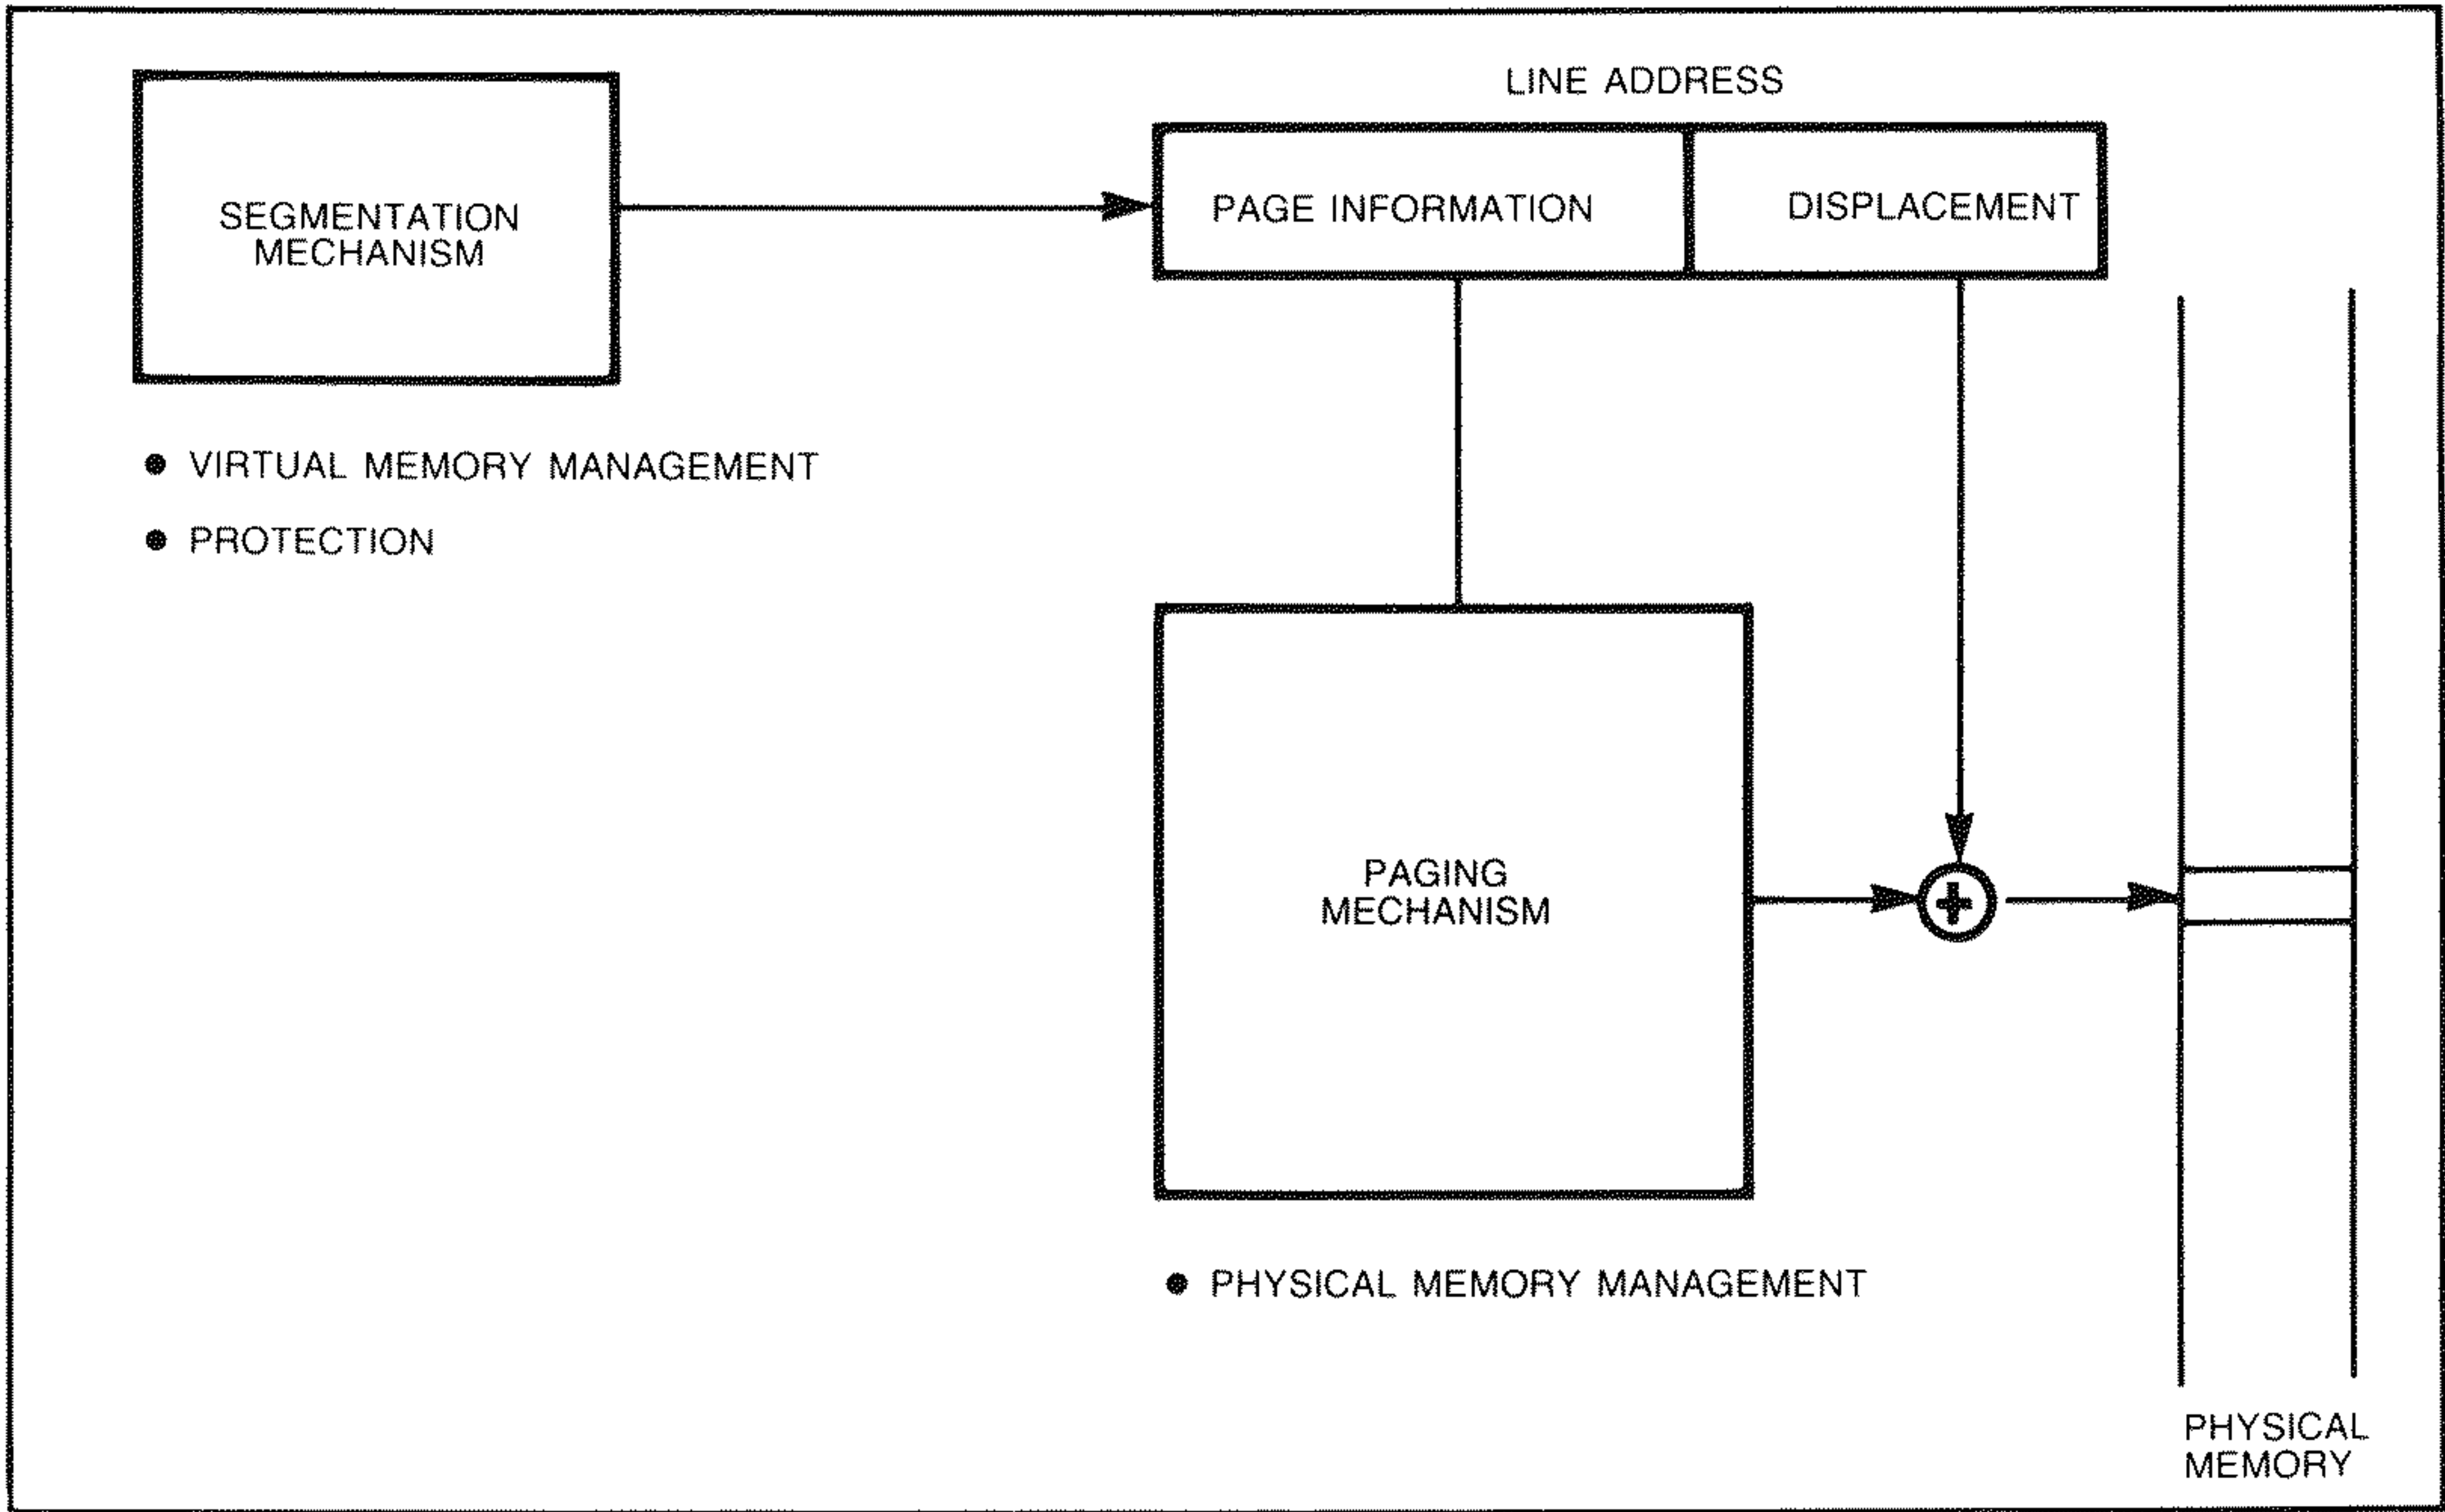 LINE ADDRESS
SEGMENTATION
MECHANISM
PAGE INFORMATION
DISPLACEMENT
● VIRTUAL MEMORY MANAGEMENT
● PROTECTION
PAGING
MECHANISM
+
● PHYSICAL MEMORY MANAGEMENT
PHYSICAL
MEMORY